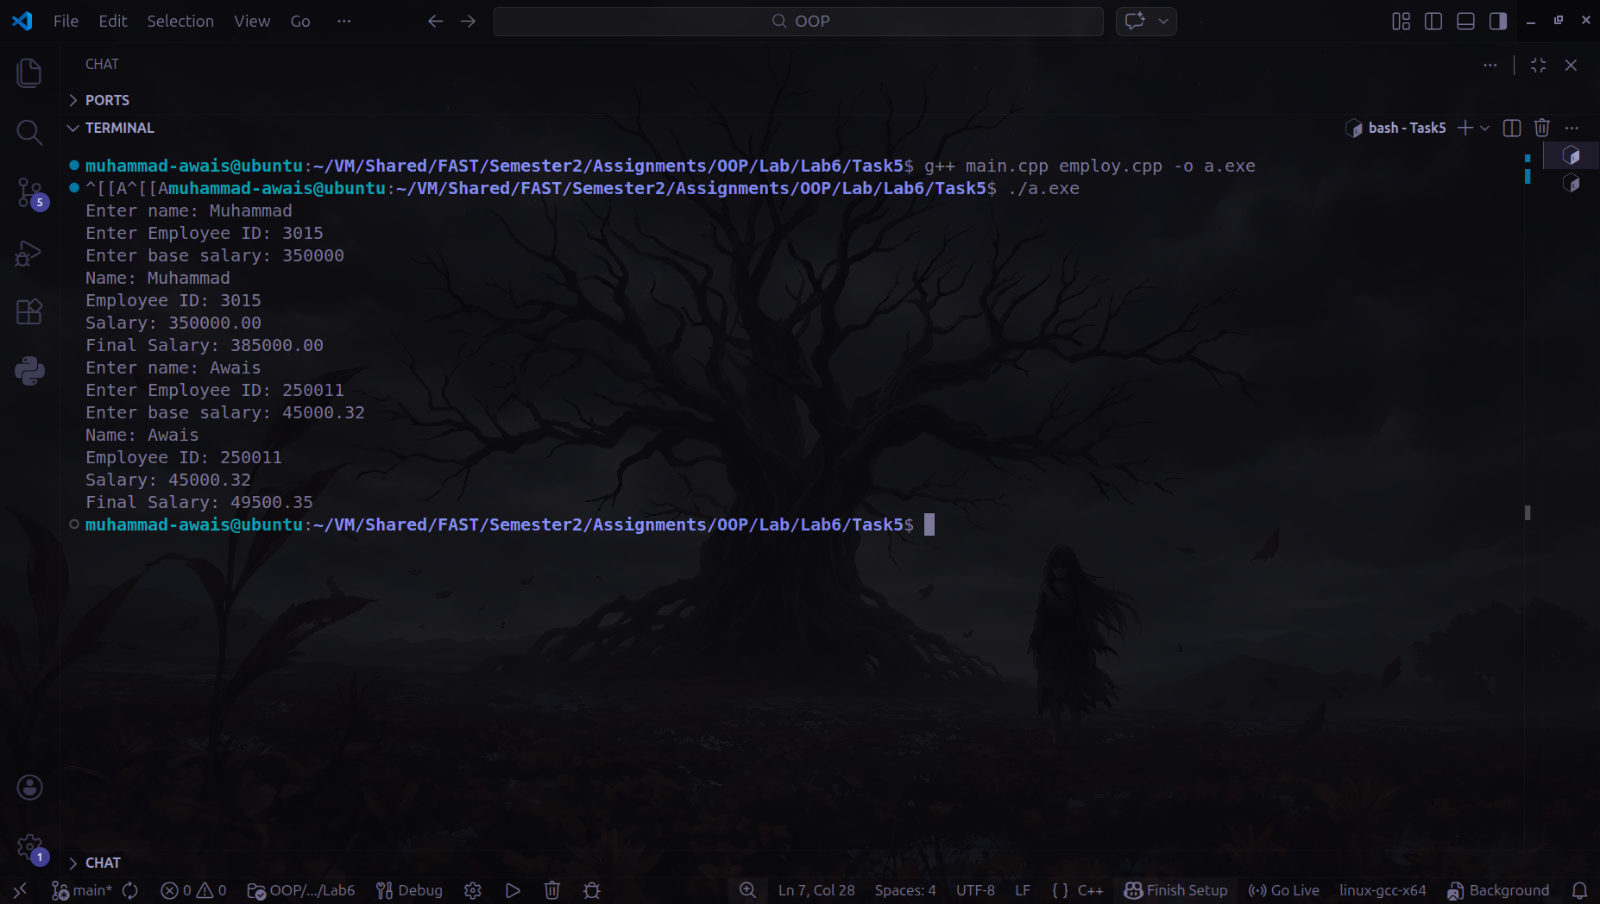 File Edit Selection View Go ··· OOP
CHAT
PORTS
TERMINAL
bash - Task5
muhammad-awais@ubuntu:~/VM/Shared/FAST/Semester2/Assignments/OOP/Lab/Lab6/Task5$ g++ main.cpp employ.cpp -o a.exe
^[[A^[[Amuhammad-awais@ubuntu:~/VM/Shared/FAST/Semester2/Assignments/OOP/Lab/Lab6/Task5$ ./a.exe
Enter name: Muhammad
Enter Employee ID: 3015
Enter base salary: 350000
Name: Muhammad
Employee ID: 3015
Salary: 350000.00
Final Salary: 385000.00
Enter name: Awais
Enter Employee ID: 250011
Enter base salary: 45000.32
Name: Awais
Employee ID: 250011
Salary: 45000.32
Final Salary: 49500.35
muhammad-awais@ubuntu:~/VM/Shared/FAST/Semester2/Assignments/OOP/Lab/Lab6/Task5$
5
1
CHAT
main* 0 0 OOP/.../Lab6 Debug Ln 7, Col 28 Spaces: 4 UTF-8 LF { } C++ Finish Setup Go Live linux-gcc-x64 Background